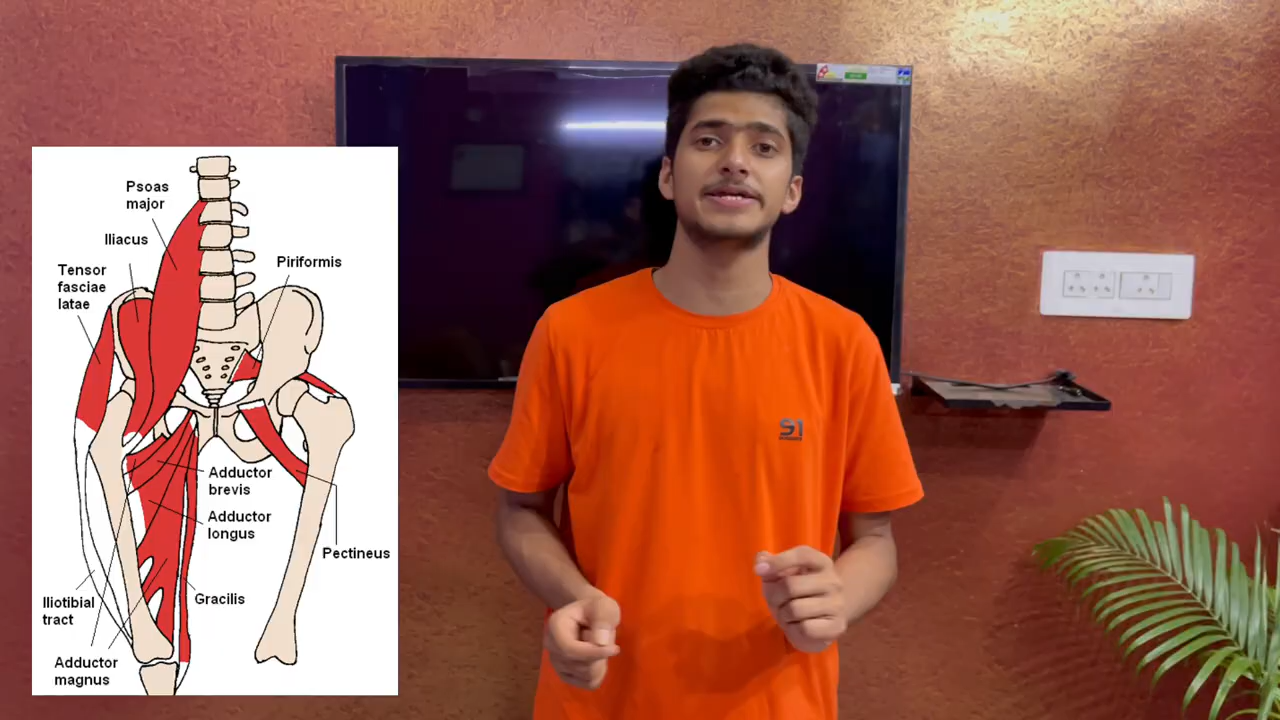 Psoas
major
Iliacus
Tensor
fasciae
latae
Piriformis
Adductor
brevis
Adductor
longus
Pectineus
Iliotibial
tract
Gracilis
Adductor
magnus
S1